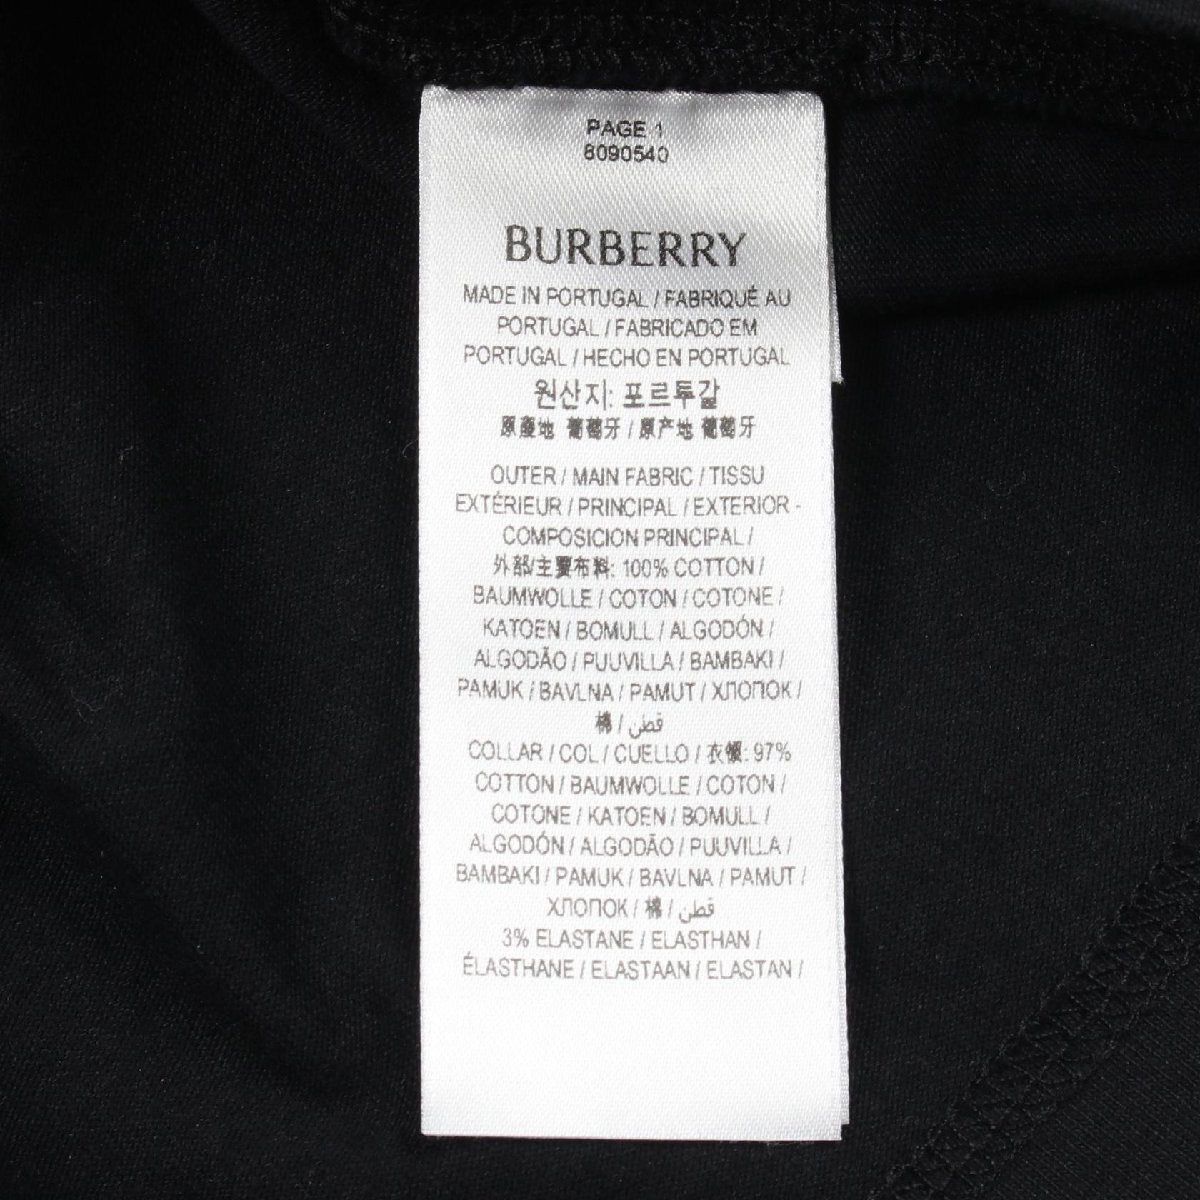 PAGE 1
8090540
BURBERRY
MADE IN PORTUGAL / FABRIQUÉ AU
PORTUGAL / FABRICADO EM
PORTUGAL / HECHO EN PORTUGAL
원산지: 포르투갈
原產地 葡萄牙 / 原产地 葡萄牙
OUTER / MAIN FABRIC / TISSU
EXTÉRIEUR / PRINCIPAL / EXTERIOR -
COMPOSICION PRINCIPAL /
外部/主要布料: 100% COTTON /
BAUMWOLLE / COTON / COTONE /
KATOEN / BOMULL / ALGODÓN /
ALGODÃO / PUUVILLA / BAMBAKI /
PAMUK / BAVLNA / PAMUT / ХЛОПОК /
棉 / قطن
COLLAR / COL / CUELLO / 衣領: 97%
COTTON / BAUMWOLLE / COTON /
COTONE / KATOEN / BOMULL /
ALGODÓN / ALGODÃO / PUUVILLA /
BAMBAKI / PAMUK / BAVLNA / PAMUT /
ХЛОПОК / 棉 / قطن
3% ELASTANE / ELASTHAN /
ÉLASTHANE / ELASTAAN / ELASTAN /